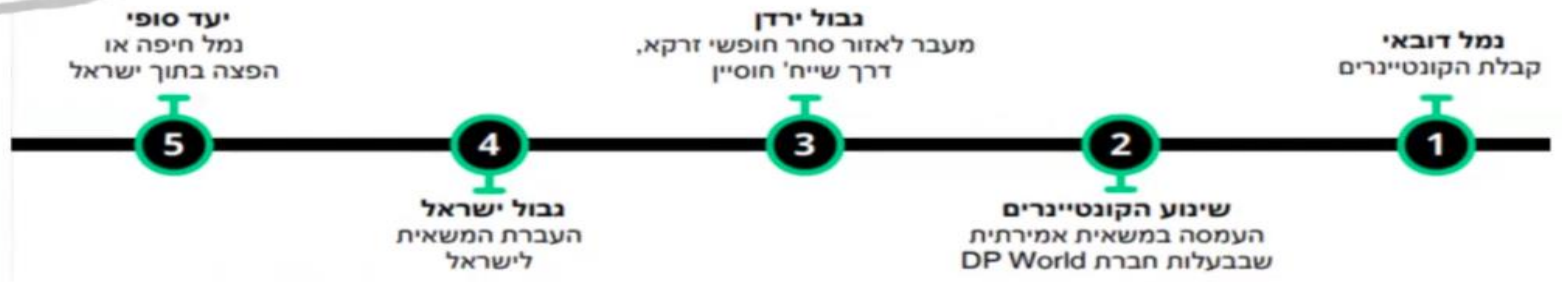 נמל דובאי
קבלת הקונטיינרים
1
שינוע הקונטיינרים
העמסה במשאית אמירתית
שבבעלות חברת DP World
2
גבול ירדן
מעבר לאזור סחר חופשי זרקא,
דרך שייח' חוסיין
3
גבול ישראל
העברת המשאית
לישראל
4
יעד סופי
נמל חיפה או
הפצה בתוך ישראל
5